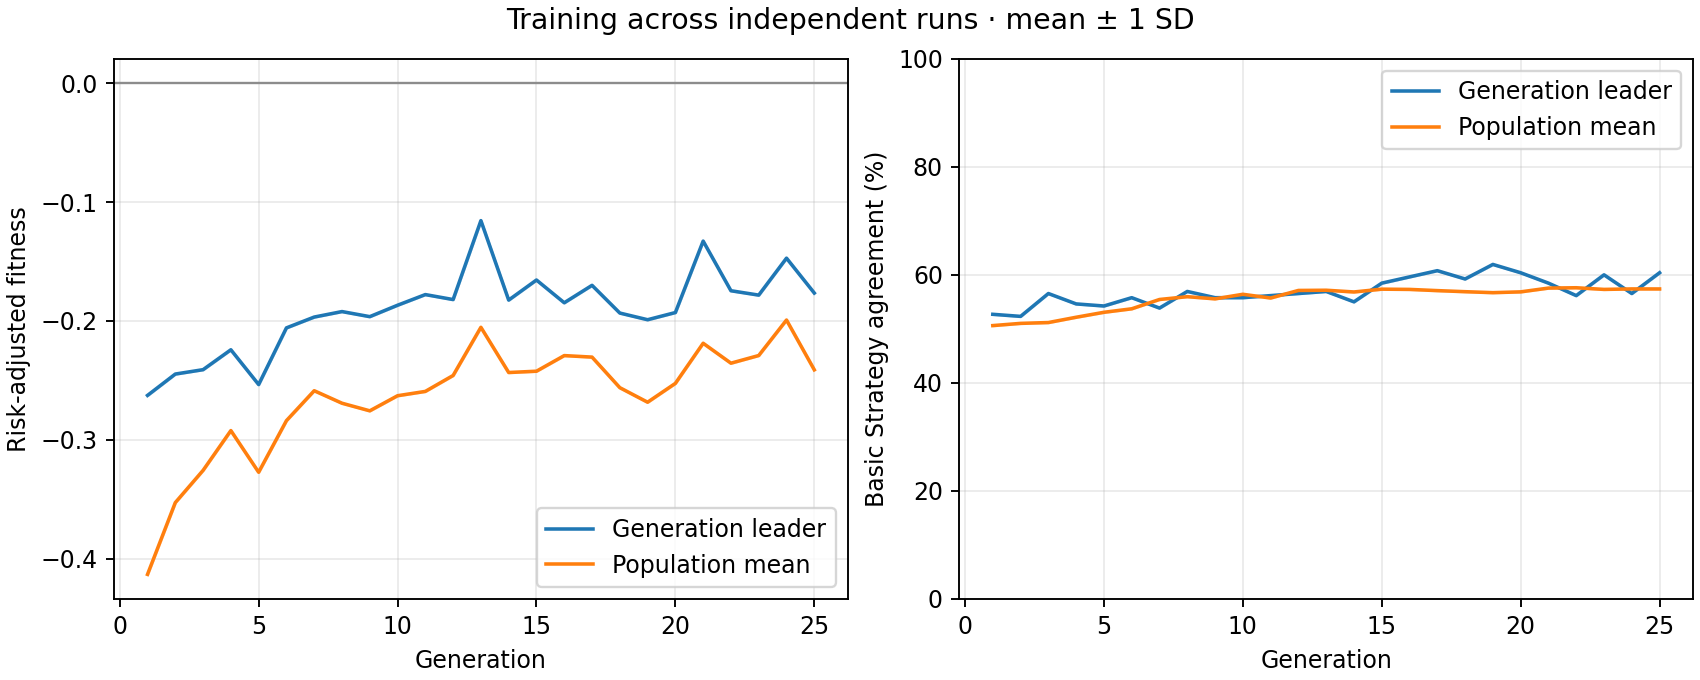 Training across independent runs · mean ± 1 SD
Risk-adjusted fitness
0.0
−0.1
−0.2
−0.3
−0.4
Generation leader
Population mean
0 5 10 15 20 25
Generation
Basic Strategy agreement (%)
100
80
60
40
20
0
Generation leader
Population mean
0 5 10 15 20 25
Generation